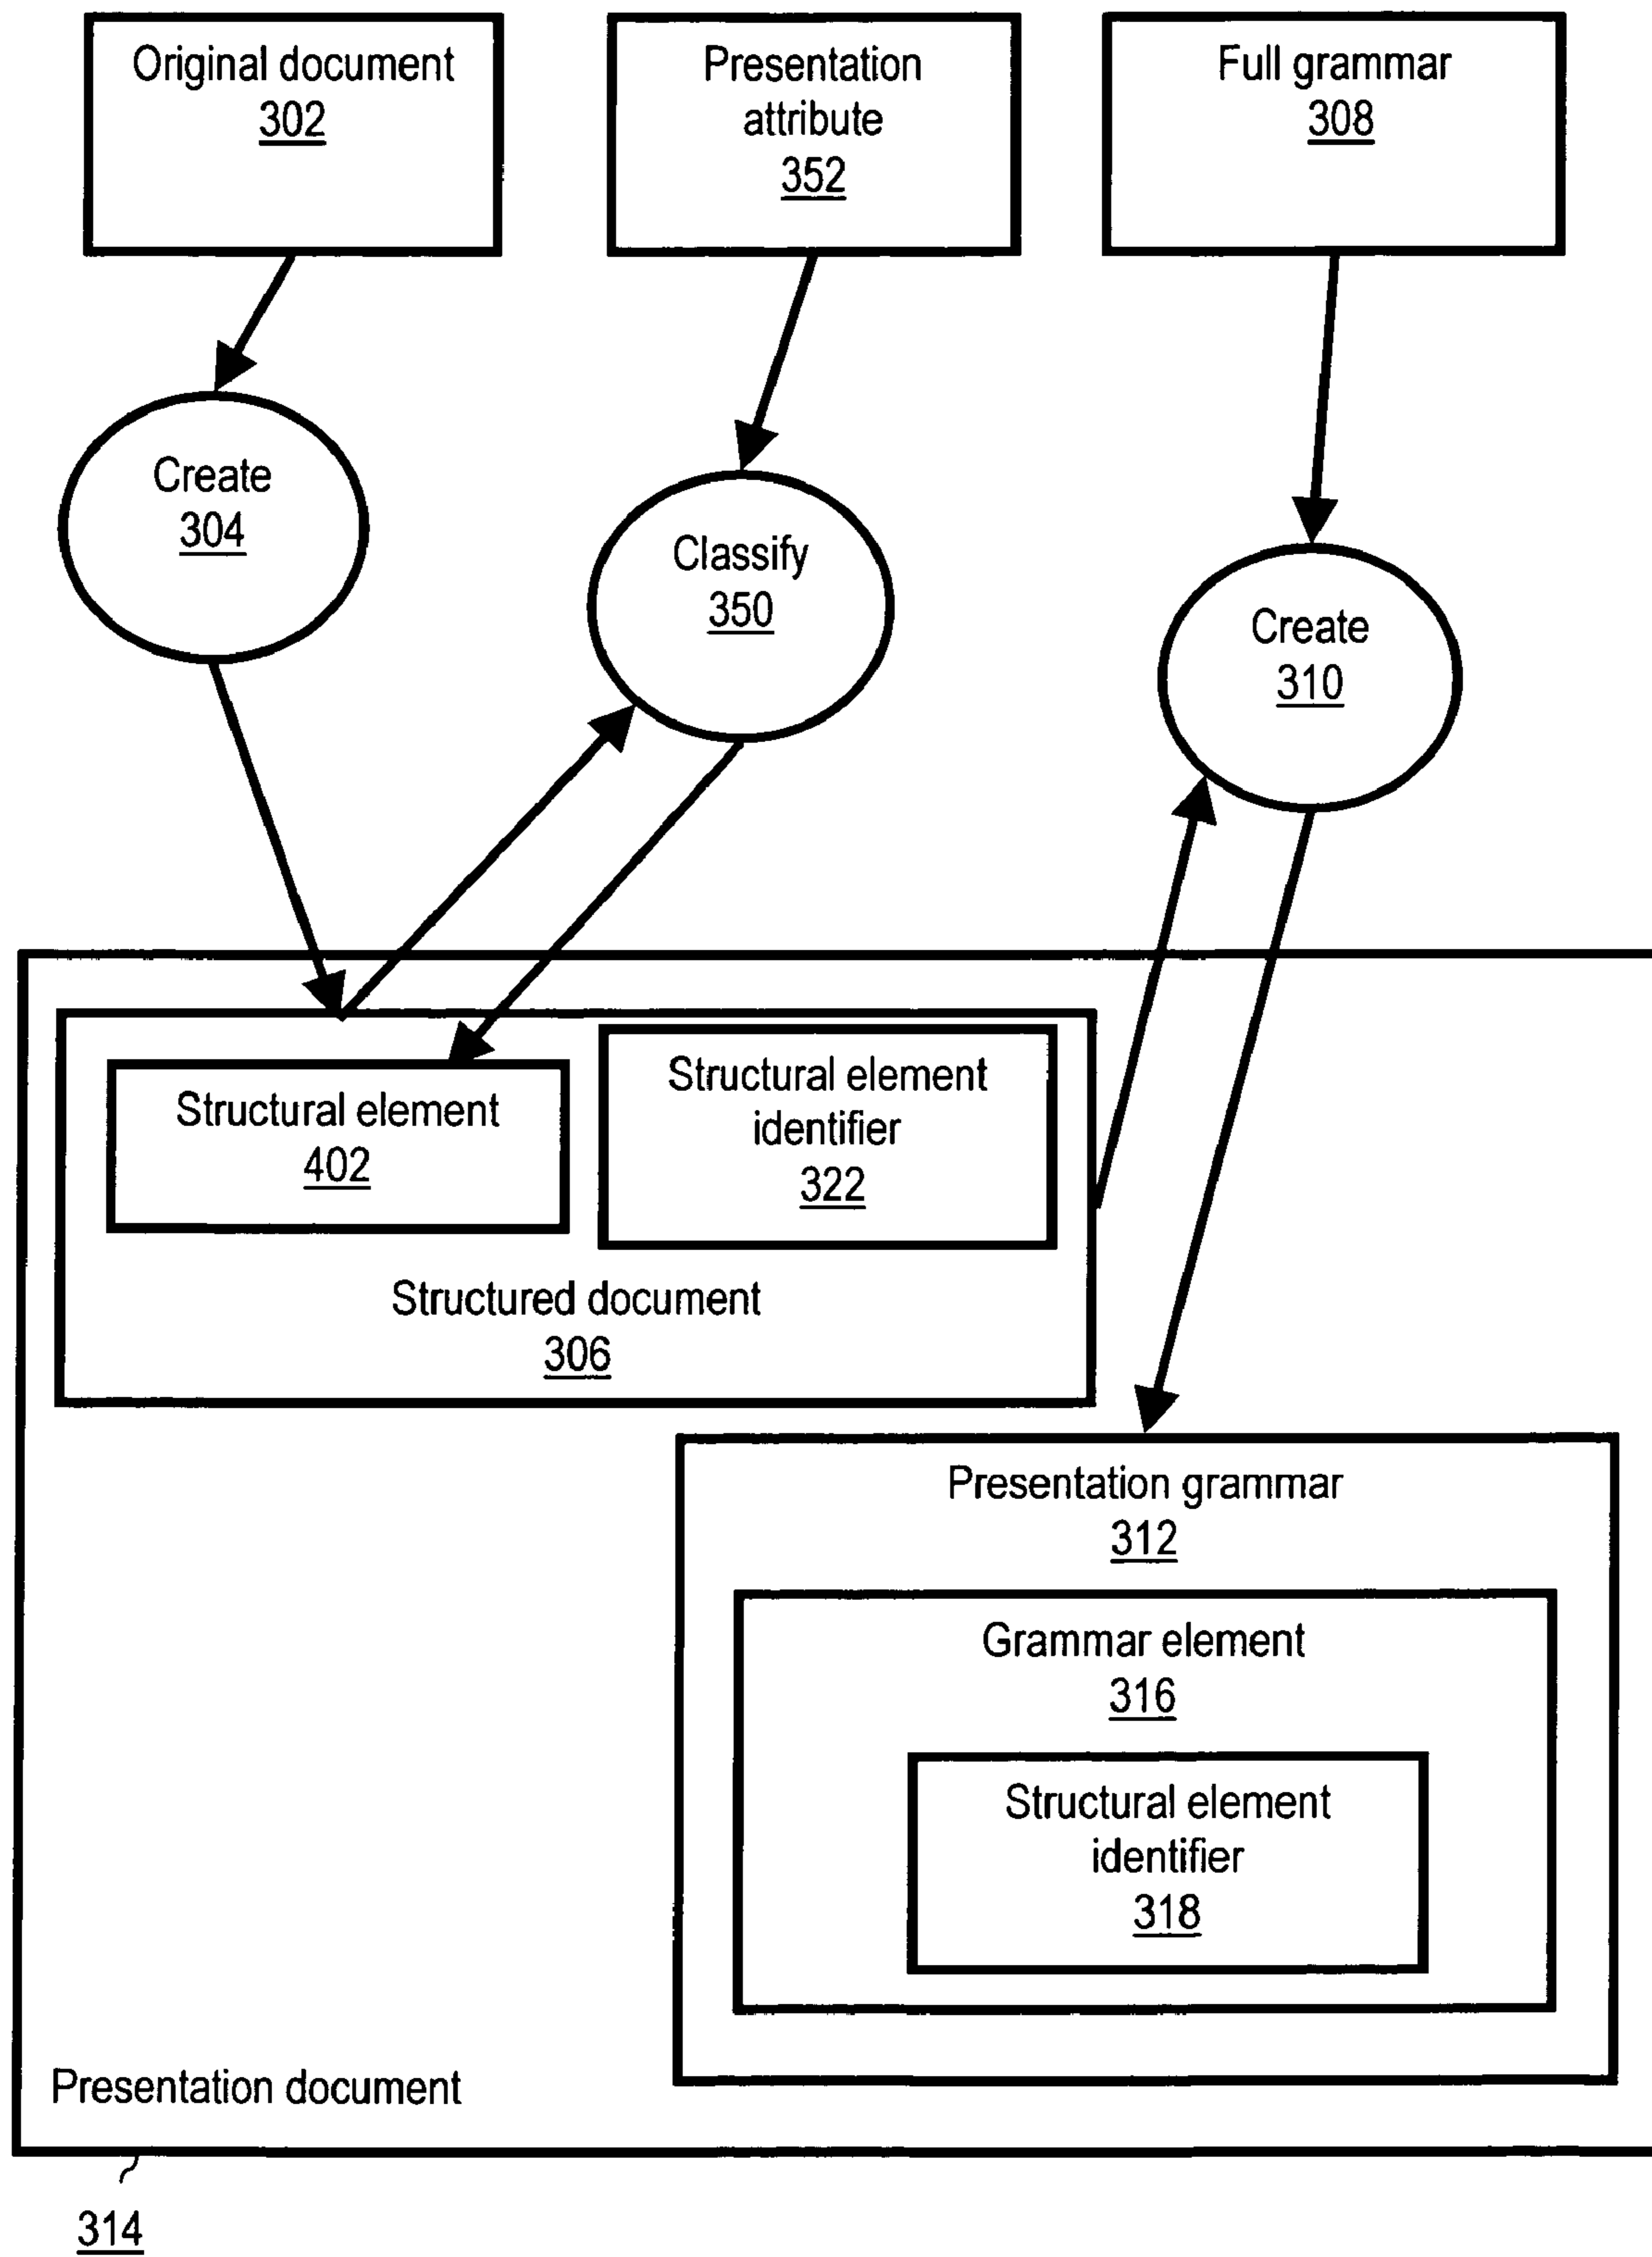 Original document
302
Presentation
attribute
352
Full grammar
308
Create
304
Classify
350
Create
310
Structural element
402
Structural element
identifier
322
Structured document
306
Presentation grammar
312
Grammar element
316
Structural element
identifier
318
Presentation document
314